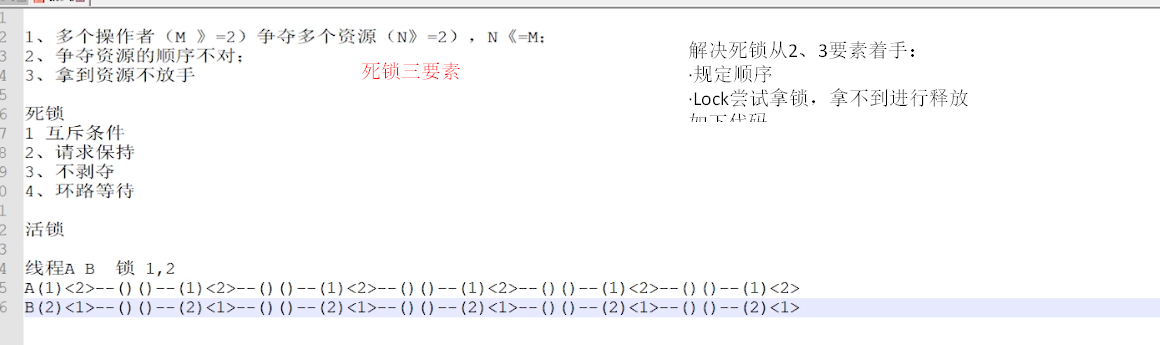 1、多个操作者（M 》=2）争夺多个资源（N》=2），N《=M；
2、争夺资源的顺序不对；
3、拿到资源不放手
死锁三要素
解决死锁从2、3要素着手：
·规定顺序
·Lock尝试拿锁，拿不到进行释放
如下代码
死锁
1 互斥条件
2、请求保持
3、不剥夺
4、环路等待
活锁
线程A B  锁 1,2
A(1)<2>--()()--(1)<2>--()()--(1)<2>--()()--(1)<2>--()()--(1)<2>--()()--(1)<2>
B(2)<1>--()()--(2)<1>--()()--(2)<1>--()()--(2)<1>--()()--(2)<1>--()()--(2)<1>